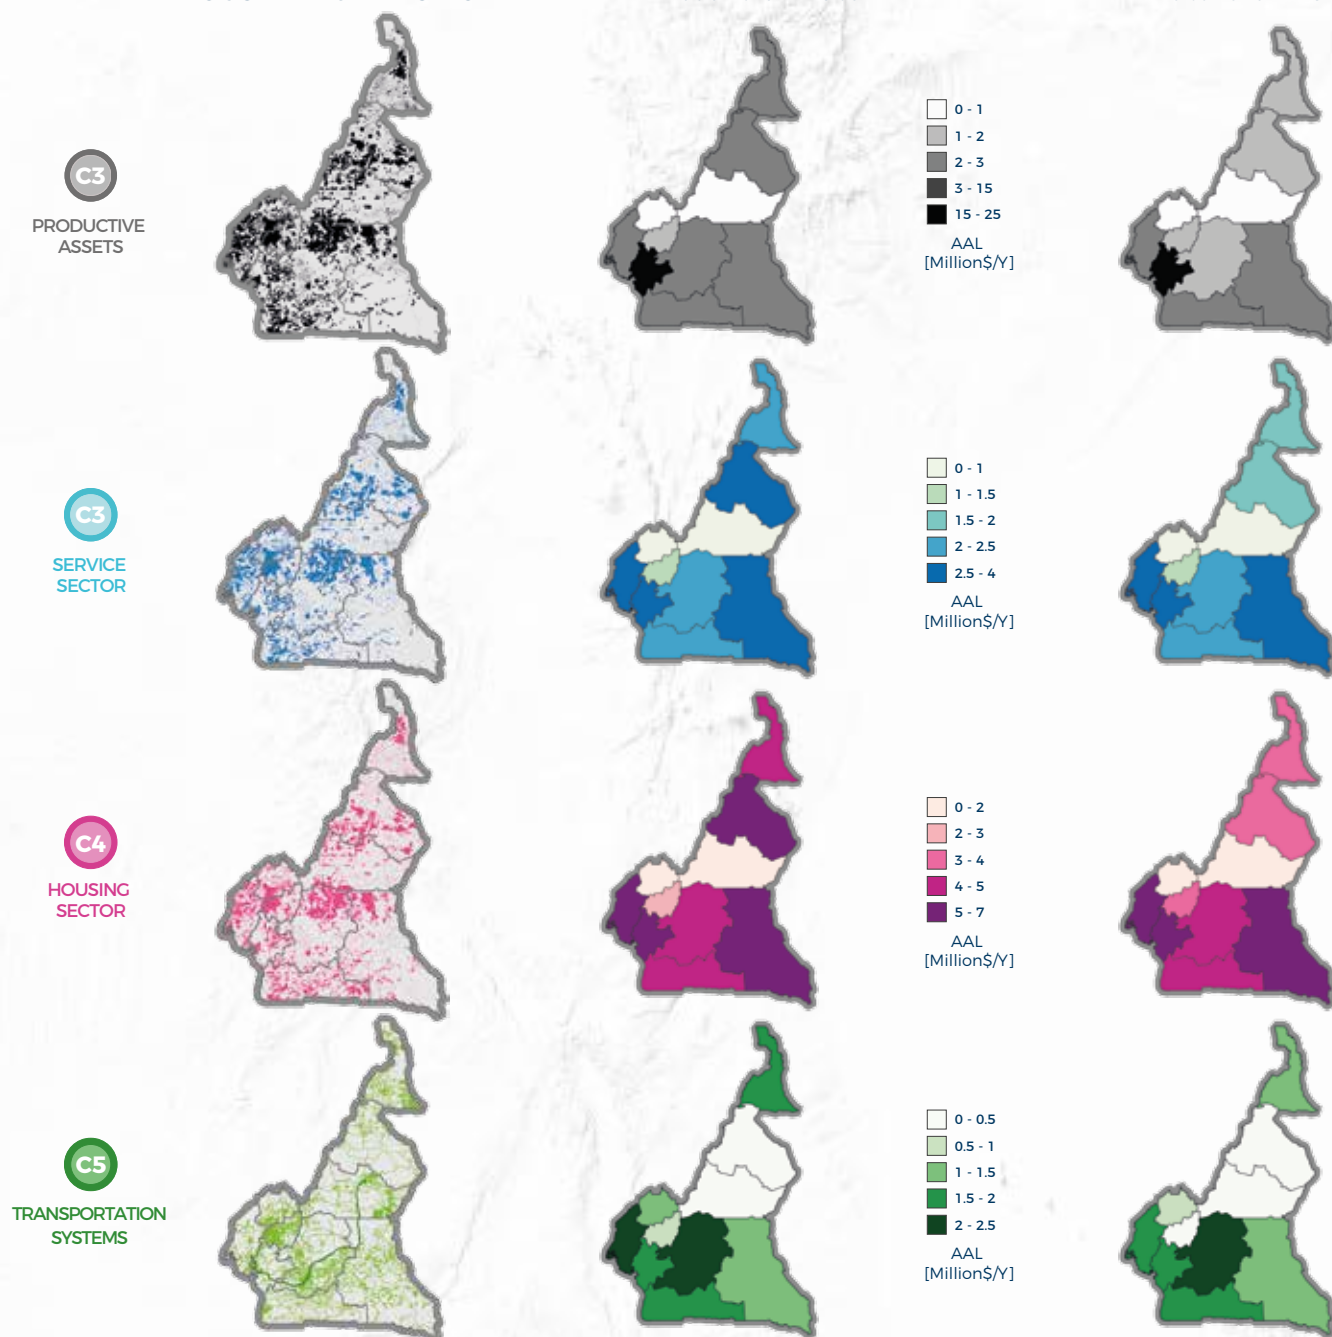 C3
PRODUCTIVE
ASSETS
0 - 1
1 - 2
2 - 3
3 - 15
15 - 25
AAL
[Million$/Y]
C3
SERVICE
SECTOR
0 - 1
1 - 1.5
1.5 - 2
2 - 2.5
2.5 - 4
AAL
[Million$/Y]
C4
HOUSING
SECTOR
0 - 2
2 - 3
3 - 4
4 - 5
5 - 7
AAL
[Million$/Y]
C5
TRANSPORTATION
SYSTEMS
0 - 0.5
0.5 - 1
1 - 1.5
1.5 - 2
2 - 2.5
AAL
[Million$/Y]